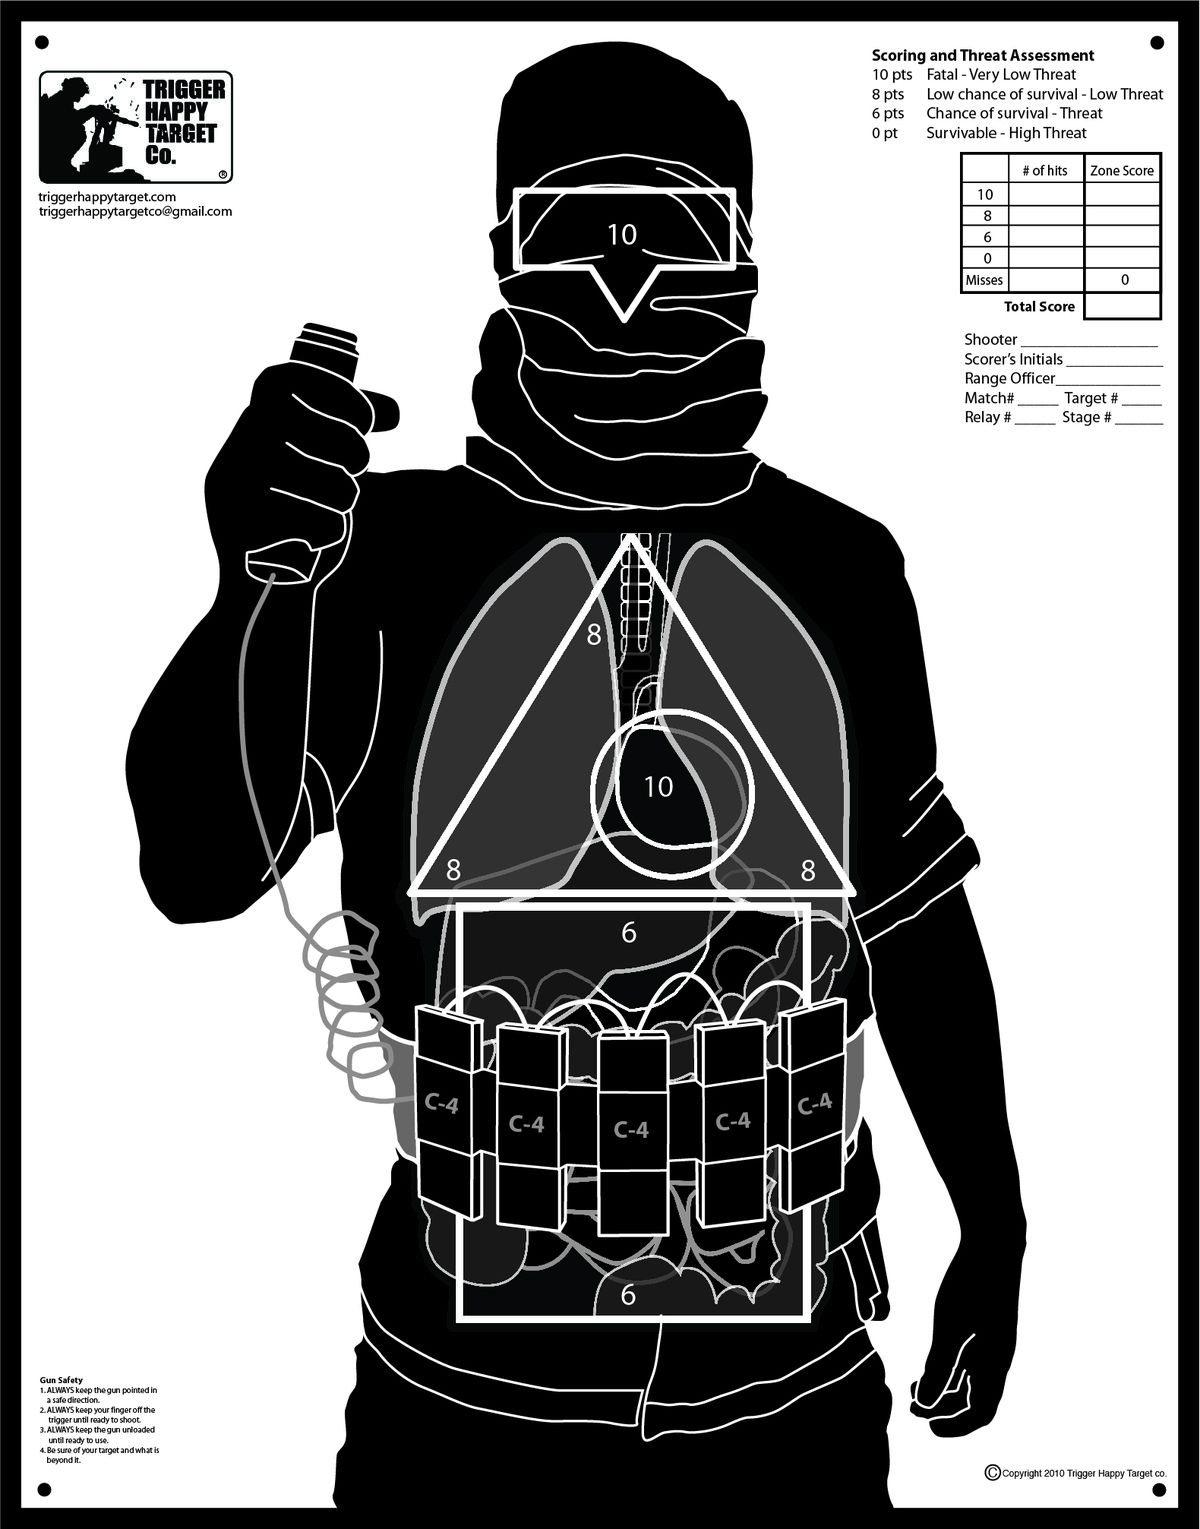 TRIGGER
HAPPY
TARGET
Co.
®
triggerhappytarget.com
triggerhappytargetco@gmail.com
Scoring and Threat Assessment
10 pts Fatal - Very Low Threat
8 pts Low chance of survival - Low Threat
6 pts Chance of survival - Threat
0 pt Survivable - High Threat
# of hits Zone Score
10
8
6
0
Misses 0
Total Score
Shooter _________________
Scorer's Initials ____________
Range Officer_____________
Match# _____ Target # _____
Relay # _____ Stage # ______
10
8
10
8 8
6
C-4 C-4 C-4 C-4 C-4
6
Gun Safety
1. ALWAYS keep the gun pointed in
a safe direction.
2. ALWAYS keep your finger off the
trigger until ready to shoot.
3. ALWAYS keep the gun unloaded
until ready to use.
4. Be sure of your target and what is
beyond it.
©Copyright 2010 Trigger Happy Target co.